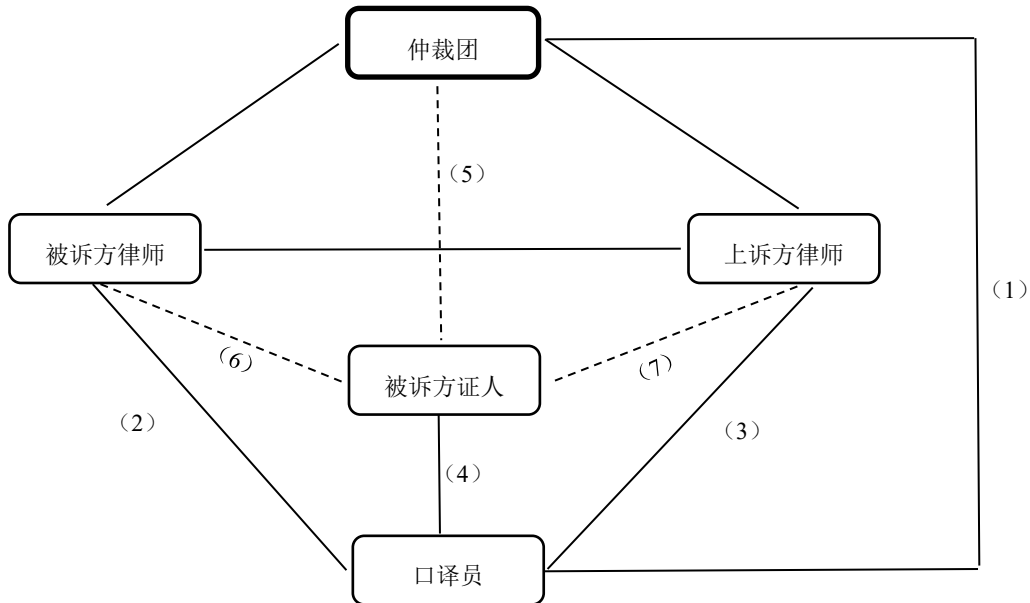 仲裁团
（5）
被诉方律师
上诉方律师
（1）
（6）
被诉方证人
（7）
（2）
（3）
（4）
口译员